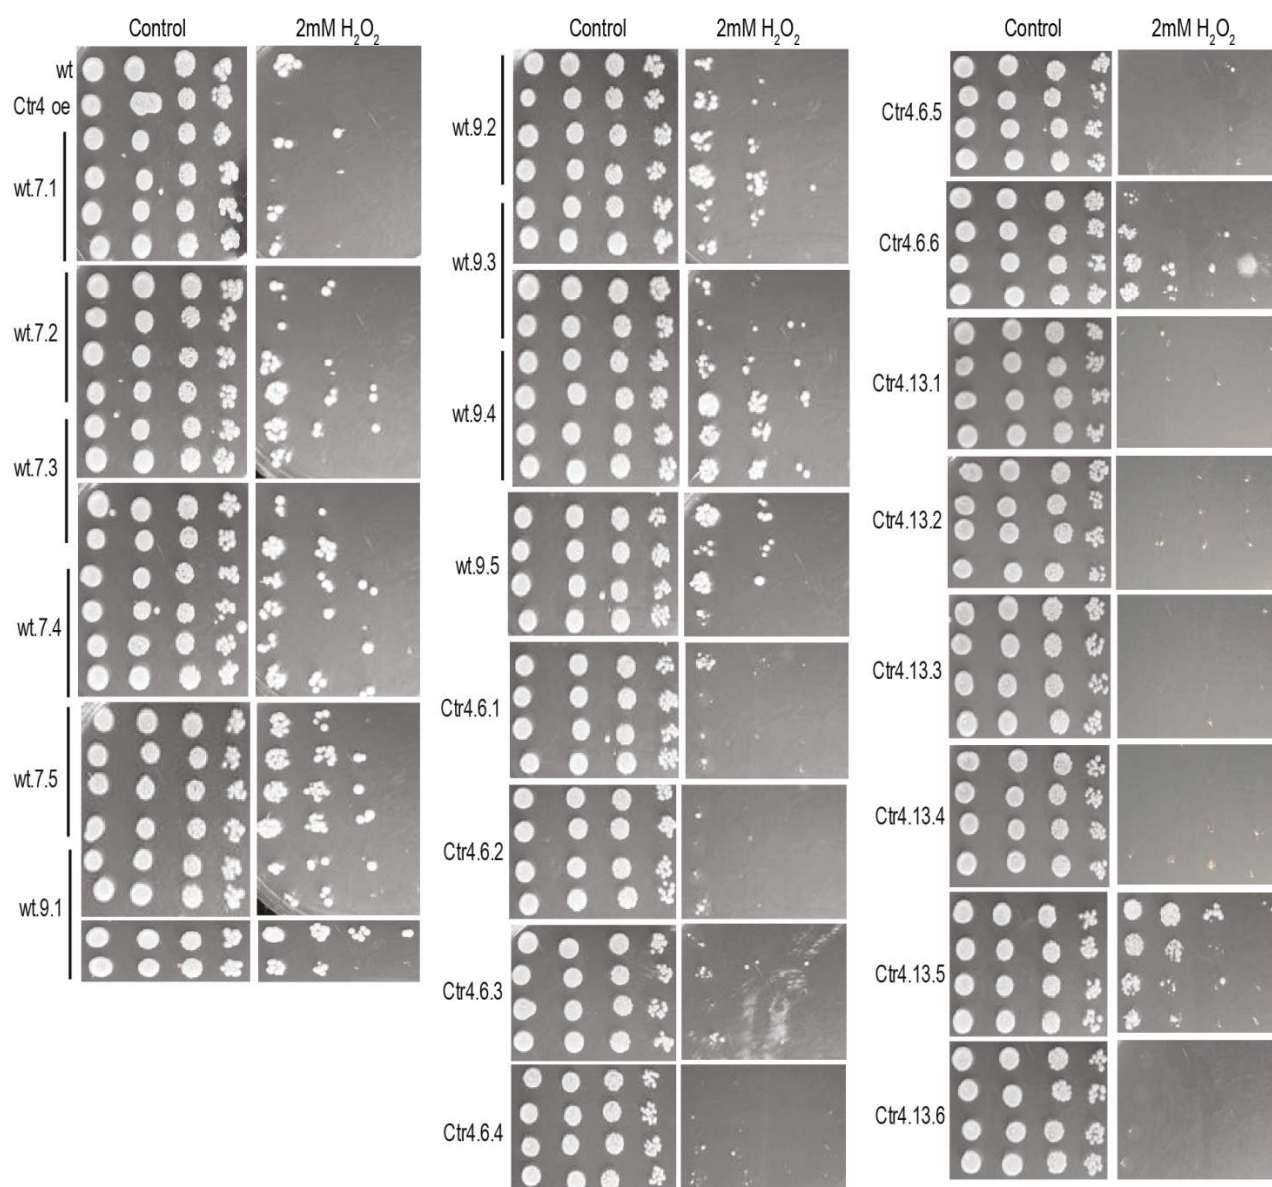 Control 2mM H₂O₂
wt
Ctr4 oe
wt.7.1
wt.7.2
wt.7.3
wt.7.4
wt.7.5
wt.9.1
Control 2mM H₂O₂
wt.9.2
wt.9.3
wt.9.4
wt.9.5
Ctr4.6.1
Ctr4.6.2
Ctr4.6.3
Ctr4.6.4
Control 2mM H₂O₂
Ctr4.6.5
Ctr4.6.6
Ctr4.13.1
Ctr4.13.2
Ctr4.13.3
Ctr4.13.4
Ctr4.13.5
Ctr4.13.6